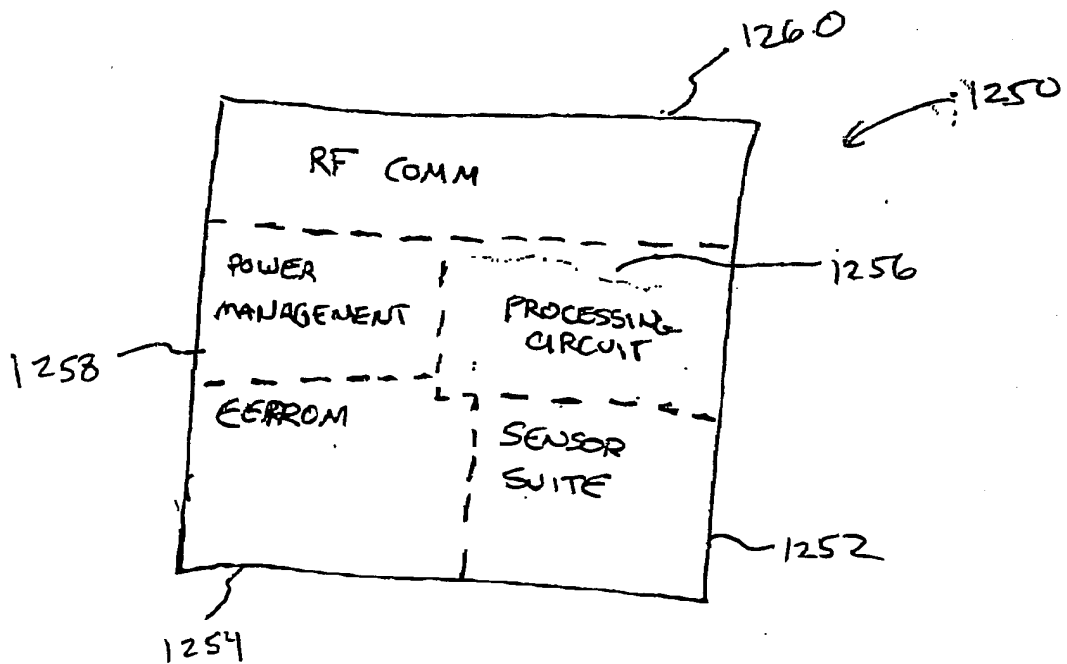 1260
1250
RF COMM
POWER
MANAGEMENT
1256
PROCESSING
CIRCUIT
1258
EEPROM
SENSOR
SUITE
1252
1254